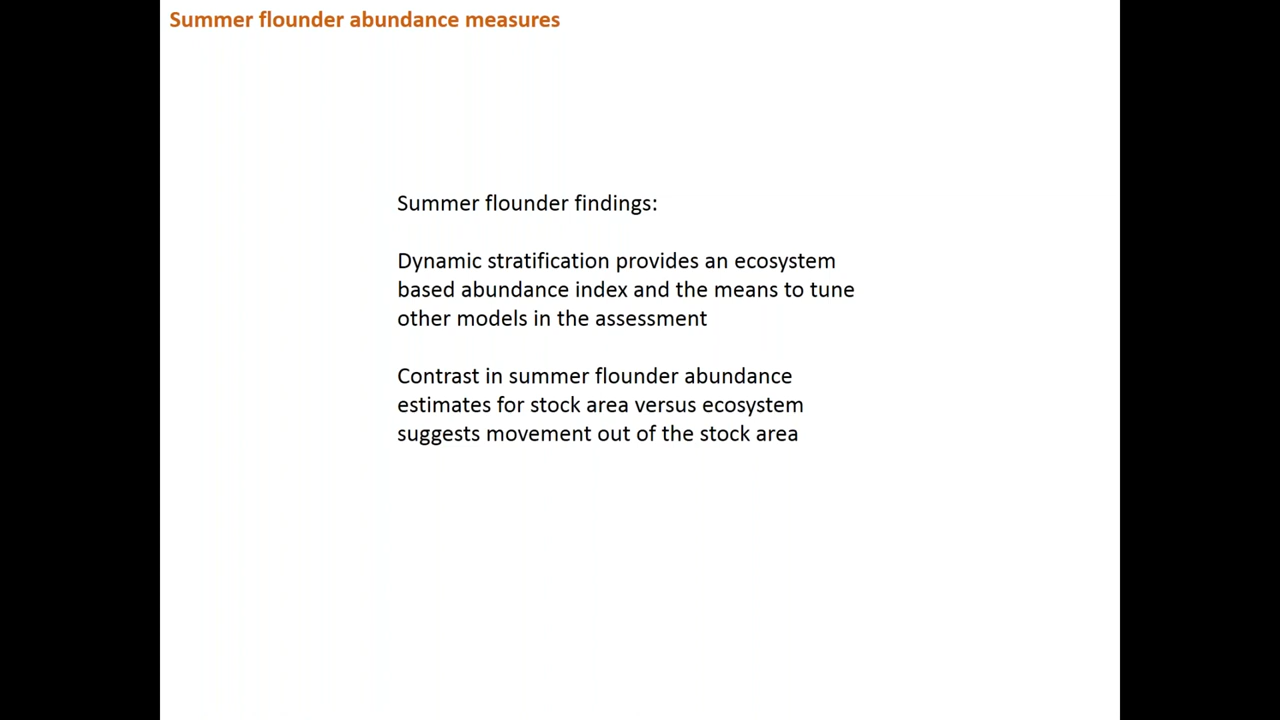 Summer flounder abundance measures
Summer flounder findings:
Dynamic stratification provides an ecosystem
based abundance index and the means to tune
other models in the assessment
Contrast in summer flounder abundance
estimates for stock area versus ecosystem
suggests movement out of the stock area